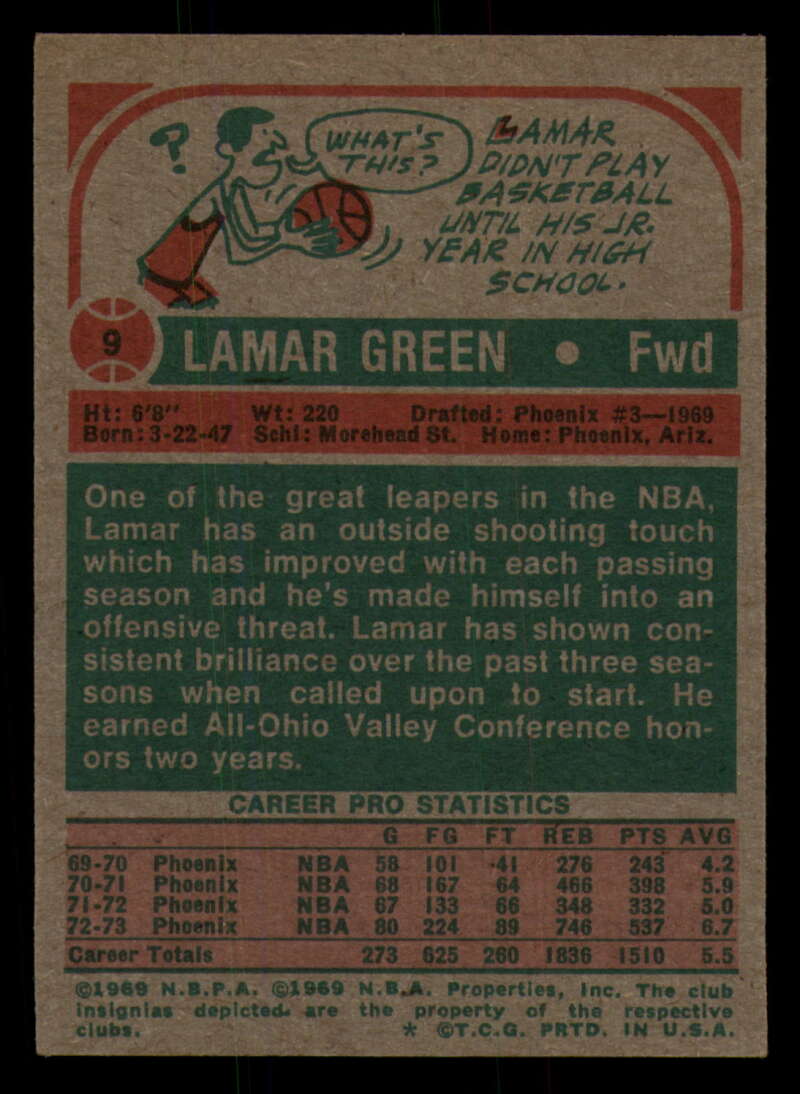 ?
WHAT'S
THIS?
LAMAR
DIDN'T PLAY
BASKETBALL
UNTIL HIS JR.
YEAR IN HIGH
SCHOOL.
9 LAMAR GREEN • Fwd
Ht: 6'8" Wt: 220 Drafted: Phoenix #3—1969
Born: 3-22-47 Schl: Morehead St. Home: Phoenix, Ariz.
One of the great leapers in the NBA,
Lamar has an outside shooting touch
which has improved with each passing
season and he's made himself into an
offensive threat. Lamar has shown con-
sistent brilliance over the past three sea-
sons when called upon to start. He
earned All-Ohio Valley Conference hon-
ors two years.
CAREER PRO STATISTICS
G FG FT REB PTS AVG
69-70 Phoenix NBA 58 101 41 276 243 4.2
70-71 Phoenix NBA 68 167 64 466 398 5.9
71-72 Phoenix NBA 67 133 66 348 332 5.0
72-73 Phoenix NBA 80 224 89 746 537 6.7
Career Totals 273 625 260 1836 1510 5.5
©1969 N.B.P.A. ©1969 N.B.A. Properties, Inc. The club
insignias depicted are the property of the respective
clubs. * ©T.C.G. PRTD. IN U.S.A.